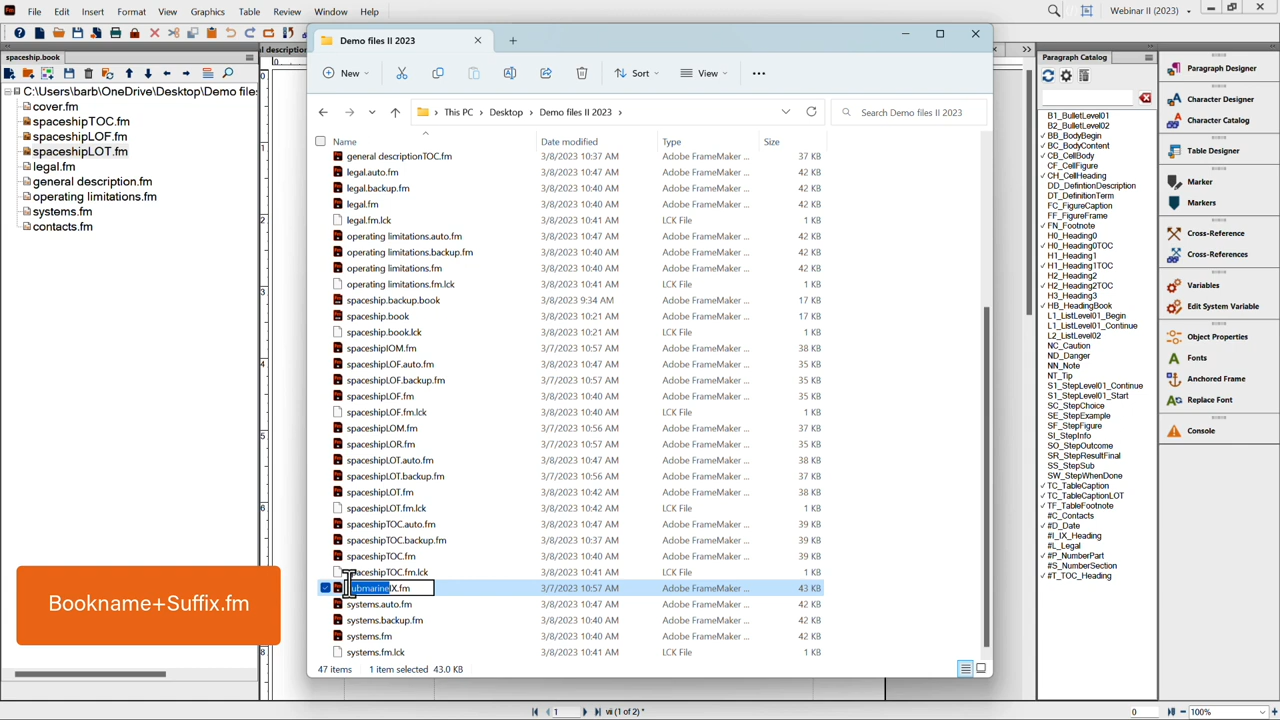 Fm File Edit Insert Format View Graphics Table Review Window Help Webinar II (2023)
spaceship.book
C:\Users\barb\OneDrive\Desktop\Demo files
cover.fm
spaceshipTOC.fm
spaceshipLOF.fm
spaceshipLOT.fm
legal.fm
general description.fm
operating limitations.fm
systems.fm
contacts.fm
Bookname+Suffix.fm
Demo files II 2023
New Sort View
This PC Desktop Demo files II 2023 Search Demo files II 2023
Name Date modified Type Size
general descriptionTOC.fm 3/8/2023 10:37 AM Adobe FrameMaker ... 37 KB
legal.auto.fm 3/8/2023 10:47 AM Adobe FrameMaker ... 42 KB
legal.backup.fm 3/8/2023 10:40 AM Adobe FrameMaker ... 42 KB
legal.fm 3/8/2023 10:40 AM Adobe FrameMaker ... 42 KB
legal.fm.lck 3/8/2023 10:41 AM LCK File 1 KB
operating limitations.auto.fm 3/8/2023 10:47 AM Adobe FrameMaker ... 42 KB
operating limitations.backup.fm 3/8/2023 10:40 AM Adobe FrameMaker ... 42 KB
operating limitations.fm 3/8/2023 10:40 AM Adobe FrameMaker ... 42 KB
operating limitations.fm.lck 3/8/2023 10:40 AM LCK File 1 KB
spaceship.backup.book 3/8/2023 9:34 AM Adobe FrameMaker ... 17 KB
spaceship.book 3/8/2023 10:21 AM Adobe FrameMaker ... 17 KB
spaceship.book.lck 3/8/2023 10:21 AM LCK File 1 KB
spaceshiKOM.fm 3/7/2023 10:57 AM Adobe FrameMaker ... 38 KB
spaceshipLOF.auto.fm 3/8/2023 10:47 AM Adobe FrameMaker ... 35 KB
spaceshipLOF.backup.fm 3/7/2023 10:57 AM Adobe FrameMaker ... 35 KB
spaceshipLOF.fm 3/8/2023 10:40 AM Adobe FrameMaker ... 35 KB
spaceshipLOF.fm.lck 3/8/2023 10:40 AM LCK File 1 KB
spaceshipLOM.fm 3/7/2023 10:56 AM Adobe FrameMaker ... 37 KB
spaceshipLOR.fm 3/7/2023 10:57 AM Adobe FrameMaker ... 35 KB
spaceshipLOT.auto.fm 3/8/2023 10:47 AM Adobe FrameMaker ... 38 KB
spaceshipLOT.backup.fm 3/7/2023 10:56 AM Adobe FrameMaker ... 38 KB
spaceshipLOT.fm 3/8/2023 10:42 AM Adobe FrameMaker ... 38 KB
spaceshipLOT.fm.lck 3/8/2023 10:42 AM LCK File 1 KB
spaceshipTOC.auto.fm 3/8/2023 10:47 AM Adobe FrameMaker ... 39 KB
spaceshipTOC.backup.fm 3/8/2023 10:37 AM Adobe FrameMaker ... 39 KB
spaceshipTOC.fm 3/8/2023 10:40 AM Adobe FrameMaker ... 39 KB
spaceshipTOC.fm.lck 3/8/2023 10:41 AM LCK File 1 KB
submarineIX.fm 3/7/2023 10:57 AM Adobe FrameMaker ... 43 KB
systems.auto.fm 3/8/2023 10:47 AM Adobe FrameMaker ... 42 KB
systems.backup.fm 3/8/2023 10:40 AM Adobe FrameMaker ... 42 KB
systems.fm 3/8/2023 10:40 AM Adobe FrameMaker ... 42 KB
systems.fm.lck 3/8/2023 10:41 AM LCK File 1 KB
47 items 1 item selected 43.0 KB
Paragraph Catalog
B1_BulletLevel01
B2_BulletLevel02
BB_BodyBegin
BC_BodyContent
CB_CellBody
CF_CellFigure
CH_CellHeading
DD_DefintionDescription
DT_DefinitionTerm
FC_FigureCaption
FF_FigureFrame
FN_Footnote
H0_Heading0
H0_Heading0TOC
H1_Heading1
H1_Heading1TOC
H2_Heading2
H2_Heading2TOC
H3_Heading3
HB_HeadingBook
L1_ListLevel01_Begin
L1_ListLevel01_Continue
L2_ListLevel02
NC_Caution
ND_Danger
NN_Note
NT_Tip
S1_StepLevel01_Continue
S1_StepLevel01_Start
SC_StepChoice
SE_StepExample
SF_StepFigure
SI_StepInfo
SO_StepOutcome
SR_StepResultFinal
SS_StepSub
SW_StepWhenDone
TC_TableCaption
TC_TableCaptionLOT
TF_TableFootnote
#C_Contacts
#D_Date
#I_IX_Heading
#L_Legal
#P_NumberPart
#S_NumberSection
#T_TOC_Heading
Paragraph Designer
Character Designer
Character Catalog
Table Designer
Marker
Markers
Cross-Reference
Cross-References
Variables
Edit System Variable
Object Properties
Fonts
Anchored Frame
Replace Font
Console
1 vii (1 of 2) * 0 100%